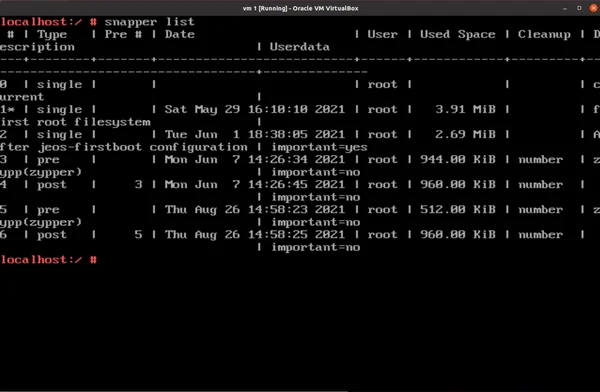 vm 1 [Running] - Oracle VM VirtualBox
localhost:/ # snapper list
# | Type | Pre # | Date | User | Used Space | Cleanup | D
escription | Userdata
---+--------+-------+--------------------------+------+------------+---------+--
-----------------------------------+--------------
0 | single | | | root | | | c
urrent |
1* | single | | Sat May 29 16:10:10 2021 | root | 3.91 MiB | | f
irst root filesystem |
2 | single | | Tue Jun 1 18:38:05 2021 | root | 2.69 MiB | | A
fter jeos-firstboot configuration | important=yes
3 | pre | | Mon Jun 7 14:26:34 2021 | root | 944.00 KiB | number | z
ypp(zypper) | important=no
4 | post | 3 | Mon Jun 7 14:26:45 2021 | root | 960.00 KiB | number |
| important=no
5 | pre | | Thu Aug 26 14:58:23 2021 | root | 512.00 KiB | number | z
ypp(zypper) | important=no
6 | post | 5 | Thu Aug 26 14:58:25 2021 | root | 960.00 KiB | number |
| important=no
localhost:/ #